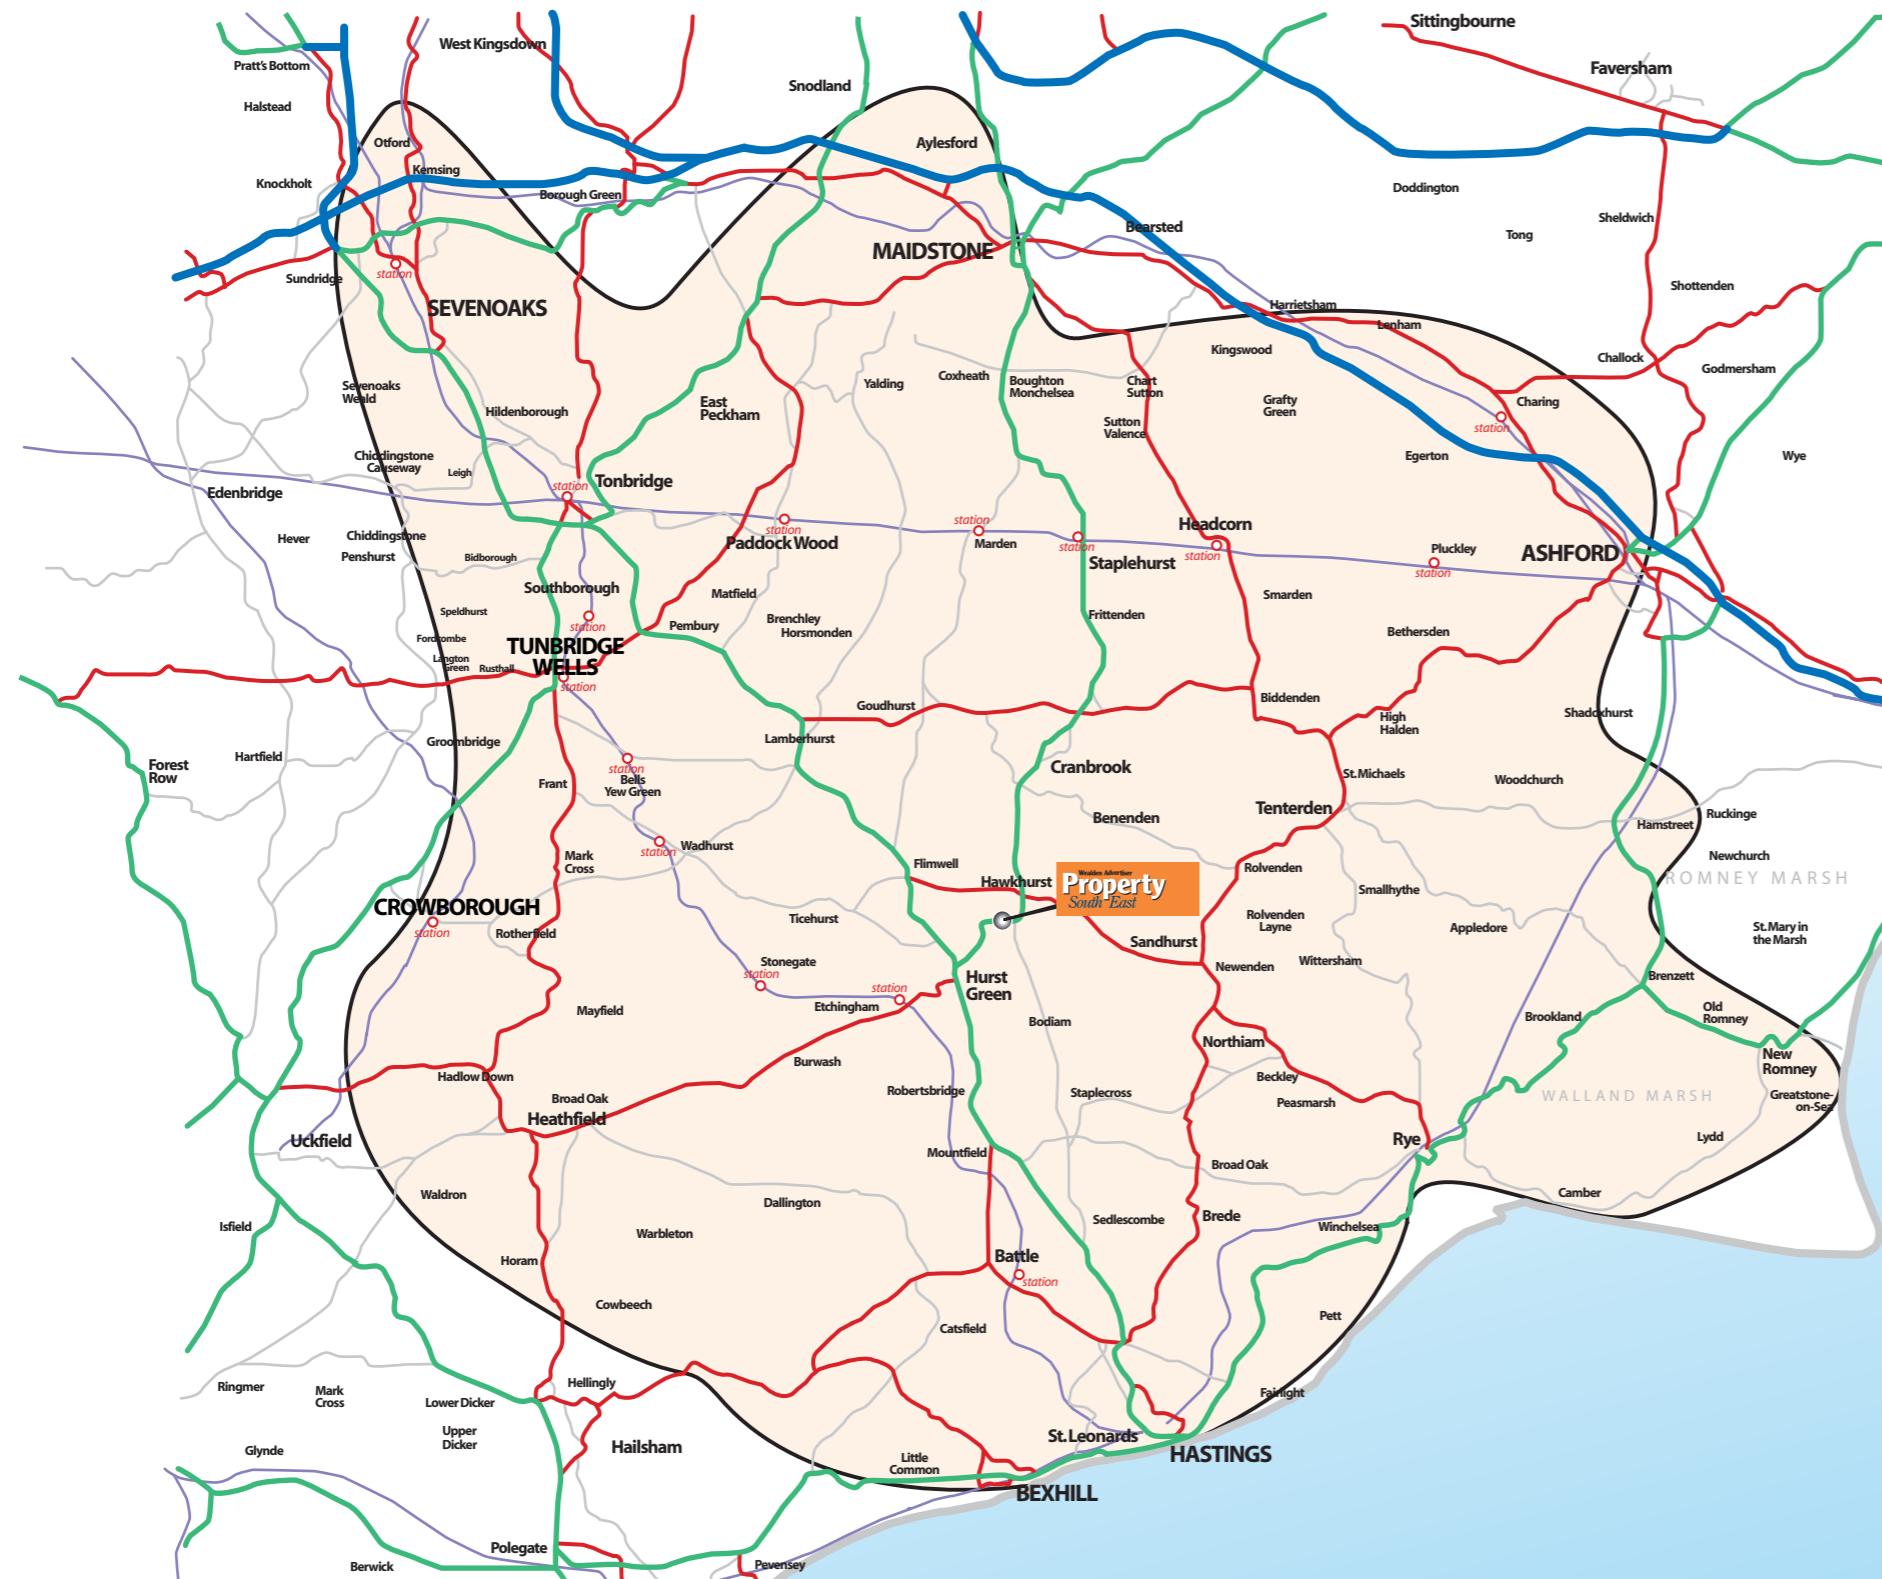 Sittingbourne
West Kingsdown
Pratt's Bottom
Faversham
Snodland
Halstead
Otford
Aylesford
Kemsing
Knockholt
Borough Green
Doddington
Sheldwich
Bearsted
Tong
MAIDSTONE
Sundridge
station
Shottenden
SEVENOAKS
Harrietsham
Lenham
Kingswood
Challock
Godmersham
Sevenoaks
Weald
Yalding
Coxheath
Boughton
Monchelsea
Chart
Sutton
East
Peckham
Hildenborough
Grafty
Green
Charing
Sutton
Valence
station
Chiddingstone
Causeway
Leigh
Egerton
Wye
Tonbridge
station
Edenbridge
station
station
Headcorn
Hever
Chiddingstone
Paddock Wood
Marden
station
station
Pluckley
station
ASHFORD
Penshurst
Bidborough
Staplehurst
Southborough
Matfield
Smarden
Speldhurst
Frittenden
station
Pembury
Brenchley
Horsmonden
Bethersden
Fordcombe
TUNBRIDGE
WELLS
Langton
Green
Rusthall
station
Biddenden
Goudhurst
Shadoxhurst
High
Halden
Groombridge
Lamberhurst
Hartfield
Forest
Row
station
Bells
Yew Green
Frant
Cranbrook
St. Michaels
Woodchurch
Tenterden
Benenden
Hamstreet
Ruckinge
Wadhurst
station
Mark
Cross
Flimwell
Newchurch
Rolvenden
Hawkhurst
Wealden Advertiser
Property
South East
ROMNEY MARSH
Smallhythe
CROWBOROUGH
station
Rotherfield
Ticehurst
Rolvenden
Layne
Appledore
St. Mary in
the Marsh
Sandhurst
Stonegate
station
Newenden
Wittersham
Brenzett
station
Hurst
Green
Etchingham
Mayfield
Bodiam
Brookland
Old
Romney
Northiam
New
Romney
Burwash
Hadlow Down
Beckley
Robertsbridge
Staplecross
Peasmarsh
WALLAND MARSH
Greatstone-
on-Sea
Broad Oak
Heathfield
Uckfield
Rye
Lydd
Mountfield
Broad Oak
Waldron
Dallington
Camber
Isfield
Warbleton
Sedlescombe
Brede
Winchelsea
Horam
Battle
station
Cowbeech
Catsfield
Pett
Ringmer
Mark
Cross
Hellingly
Fairlight
Lower Dicker
Upper
Dicker
St. Leonards
Glynde
Hailsham
Little
Common
HASTINGS
BEXHILL
Polegate
Berwick
Pevensey